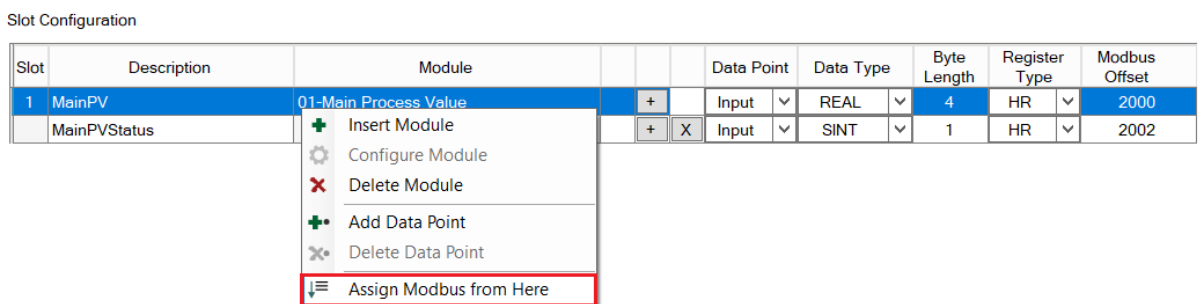 Slot Configuration
Slot Description Module Data Point Data Type Byte Length Register Type Modbus Offset
1 MainPV 01-Main Process Value + Input REAL 4 HR 2000
MainPVStatus + X Input SINT 1 HR 2002
Insert Module
Configure Module
Delete Module
Add Data Point
Delete Data Point
Assign Modbus from Here